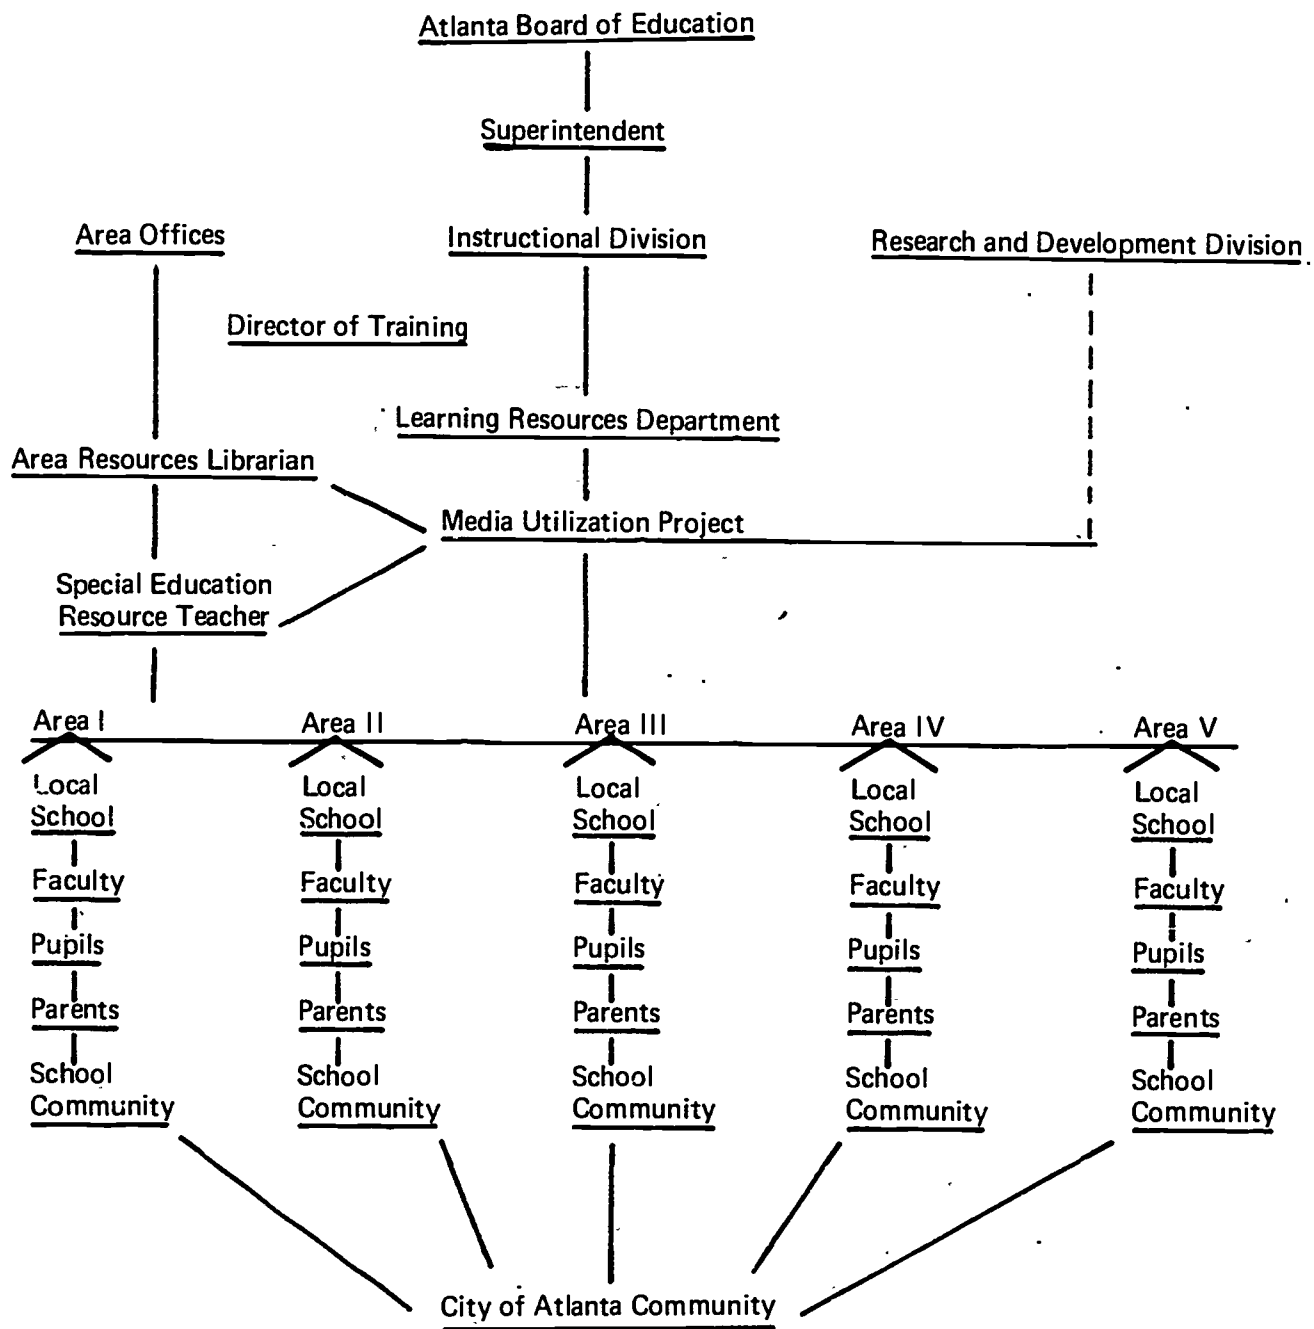 Atlanta Board of Education
Superintendent
Area Offices
Instructional Division
Research and Development Division
Director of Training
Learning Resources Department
Area Resources Librarian
Media Utilization Project
Special Education
Resource Teacher
Area I
Area II
Area III
Area IV
Area V
Local
School
Faculty
Pupils
Parents
School
Community
Local
School
Faculty
Pupils
Parents
School
Community
Local
School
Faculty
Pupils
Parents
School
Community
Local
School
Faculty
Pupils
Parents
School
Community
Local
School
Faculty
Pupils
Parents
School
Community
City of Atlanta Community